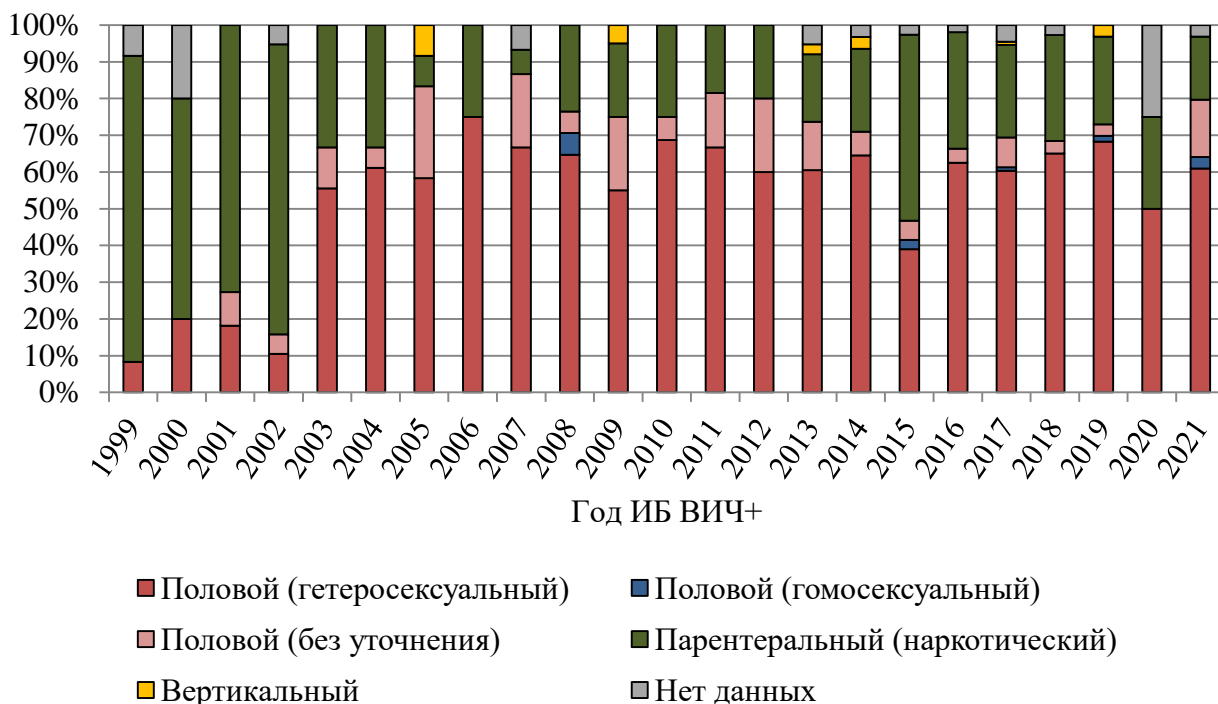 100%
90%
80%
70%
60%
50%
40%
30%
20%
10%
0%
1999 2000 2001 2002 2003 2004 2005 2006 2007 2008 2009 2010 2011 2012 2013 2014 2015 2016 2017 2018 2019 2020 2021
Год ИБ ВИЧ+
Половой (гетеросексуальный) Половой (гомосексуальный)
Половой (без уточнения) Парентеральный (наркотический)
Вертикальный Нет данных